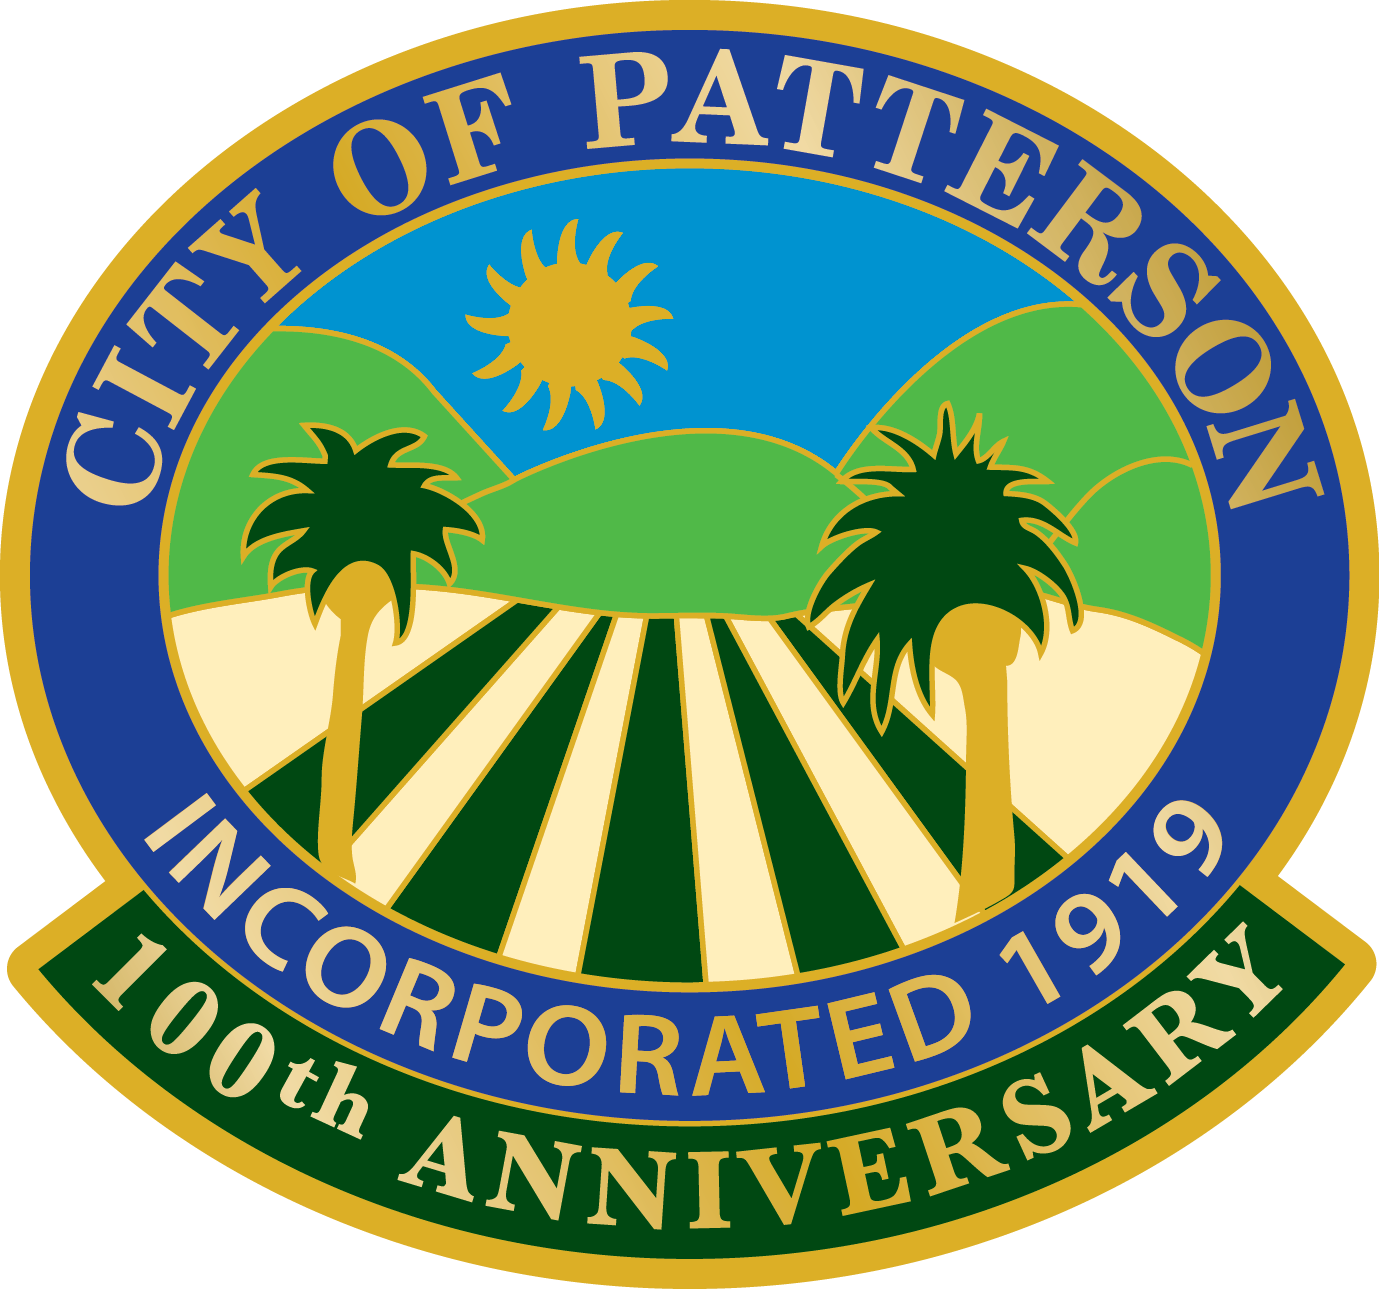 CITY OF PATTERSON
INCORPORATED 1919
100th ANNIVERSARY